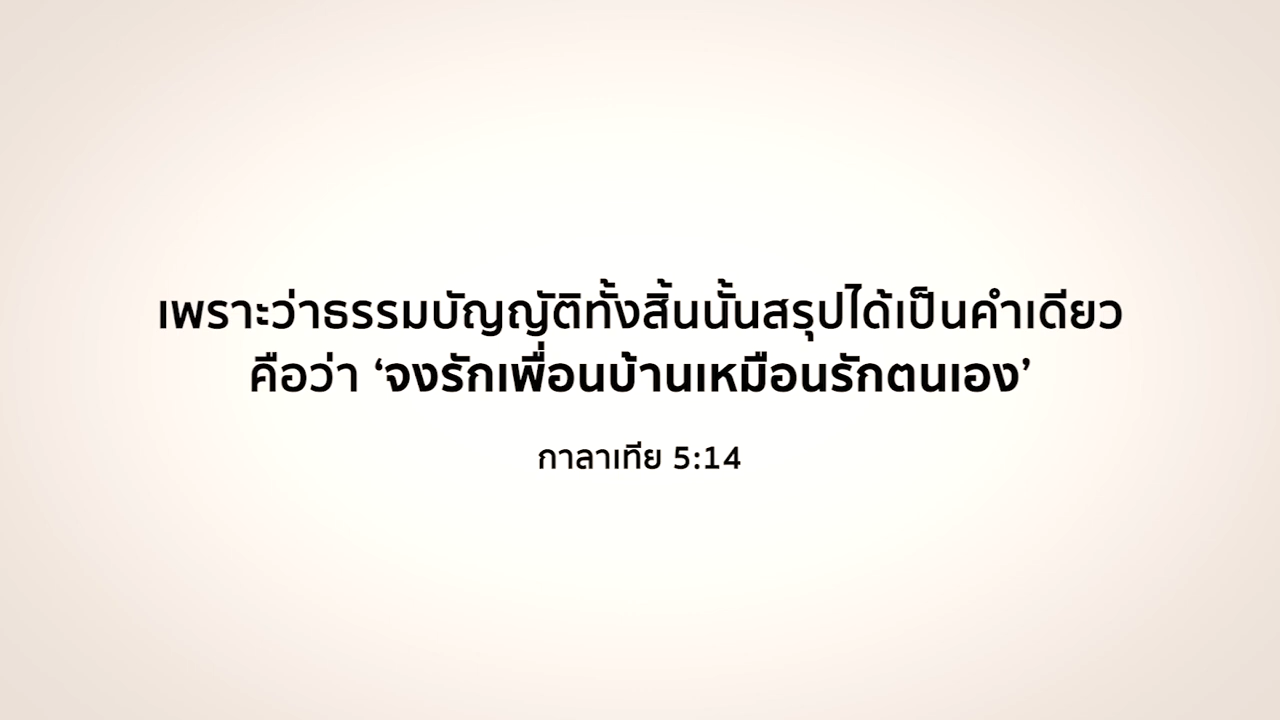 เพราะว่าธรรมบัญญัติทั้งสิ้นนั้นสรุปได้เป็นคำเดียว
คือว่า ‘จงรักเพื่อนบ้านเหมือนรักตนเอง’
กาลาเทีย 5:14